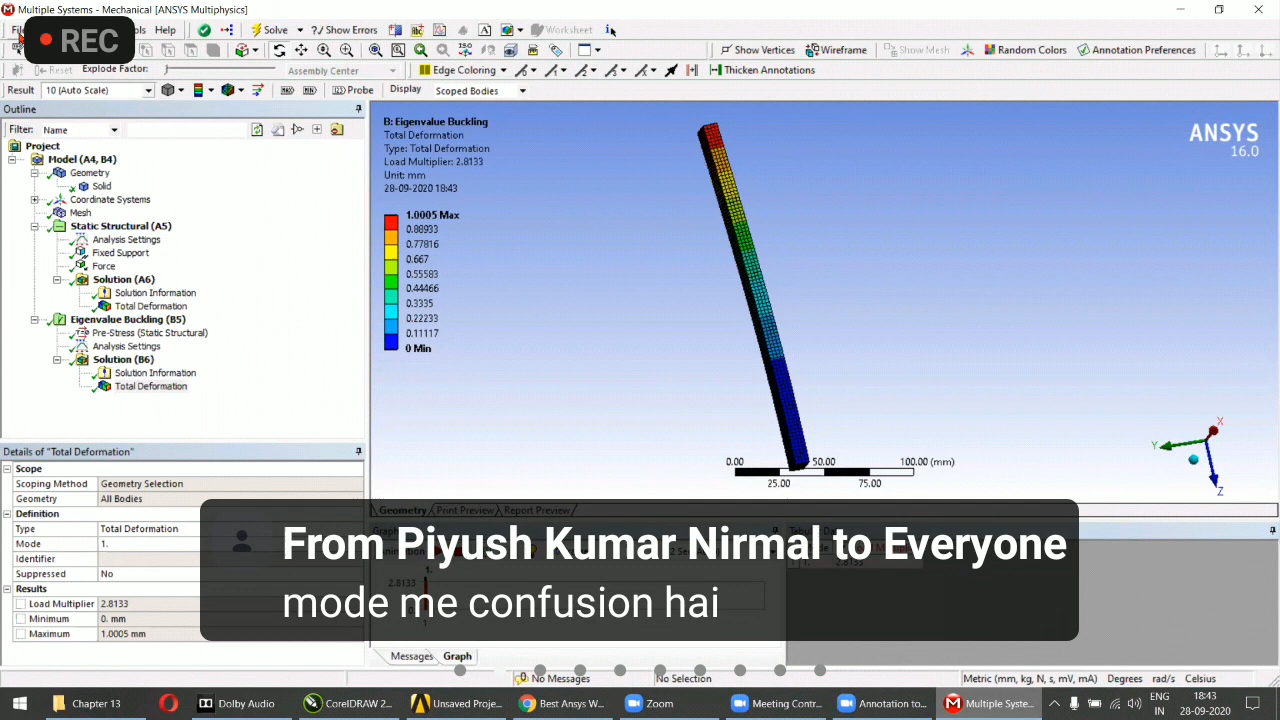 Multiple Systems - Mechanical [ANSYS Multiphysics]
REC
Help
Solve
?/ Show Errors
Worksheet
Show Vertices
Wireframe
Show Mesh
Random Colors
Annotation Preferences
Reset
Explode Factor:
Assembly Center
Edge Coloring
Thicken Annotations
Result
10 (Auto Scale)
Probe
Display
Scoped Bodies
Outline
Filter:
Name
Project
Model (A4, B4)
Geometry
Solid
Coordinate Systems
Mesh
Static Structural (A5)
Analysis Settings
Fixed Support
Force
Solution (A6)
Solution Information
Total Deformation
Eigenvalue Buckling (B5)
Pre-Stress (Static Structural)
Analysis Settings
Solution (B6)
Solution Information
Total Deformation
B: Eigenvalue Buckling
Total Deformation
Type: Total Deformation
Load Multiplier: 2.8133
Unit: mm
28-09-2020 18:43
1.0005 Max
0.88933
0.77816
0.667
0.55583
0.44466
0.3335
0.22233
0.11117
0 Min
ANSYS
16.0
X
Y
Z
0.00
50.00
100.00 (mm)
25.00
75.00
Details of "Total Deformation"
Scope
Scoping Method
Geometry Selection
Geometry
All Bodies
Definition
Type
Total Deformation
Mode
1.
Identifier
Suppressed
No
Results
Load Multiplier
2.8133
Minimum
0. mm
Maximum
1.0005 mm
Geometry
Print Preview
Report Preview
From Piyush Kumar Nirmal to Everyone
mode me confusion hai
2.8133
Messages
Graph
No Messages
No Selection
Metric (mm, kg, N, s, mV, mA)
Degrees
rad/s
Celsius
Chapter 13
Dolby Audio
CorelDRAW 2...
Unsaved Proje...
Best Ansys W...
Zoom
Meeting Contr...
Annotation to...
Multiple Syste...
ENG
IN
18:43
28-09-2020